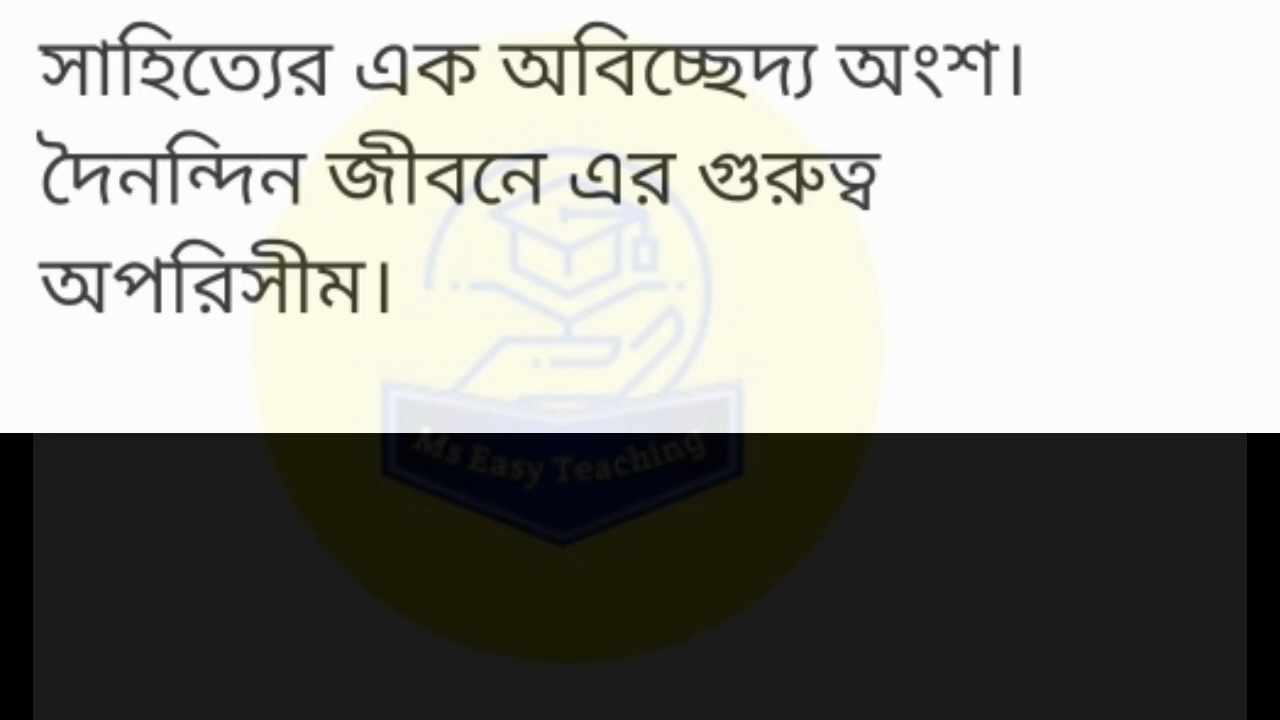 সাহিত্যের এক অবিচ্ছেদ্য অংশ।
দৈনন্দিন জীবনে এর গুরুত্ব
অপরিসীম।
Ms Easy Teaching